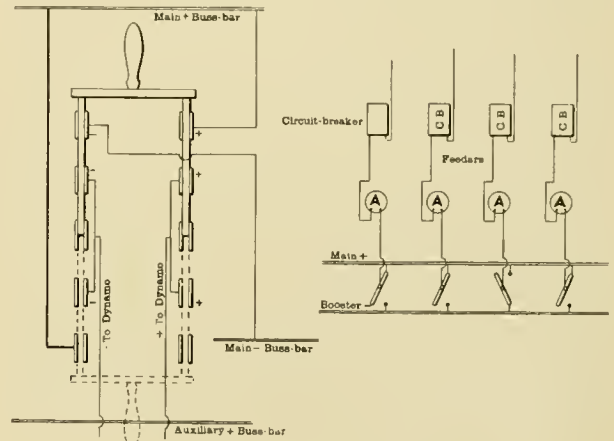 Main + Buss-bar
+
−
+
−
- To Dynamo
+ To Dynamo
−
+
Main − Buss-bar
Auxiliary + Buss-bar
Circuit-breaker
C B
C B
C B
Feeders
A
A
A
A
Main +
Booster